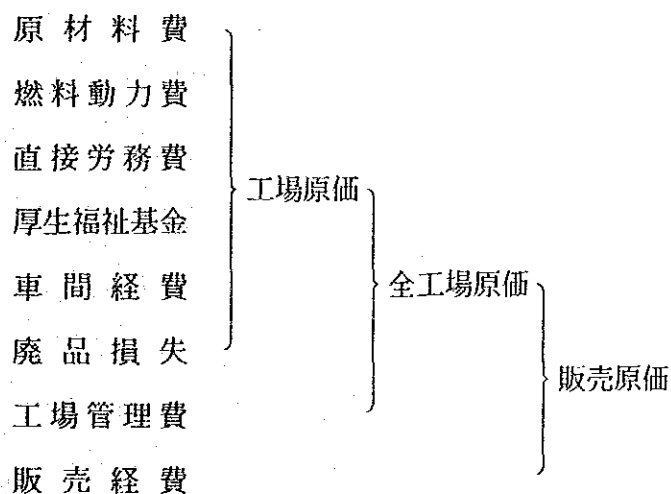 原材料費
燃料動力費
直接労務費
工場原価
厚生福祉基金
車間経費
全工場原価
廃品損失
販売原価
工場管理費
販売経費